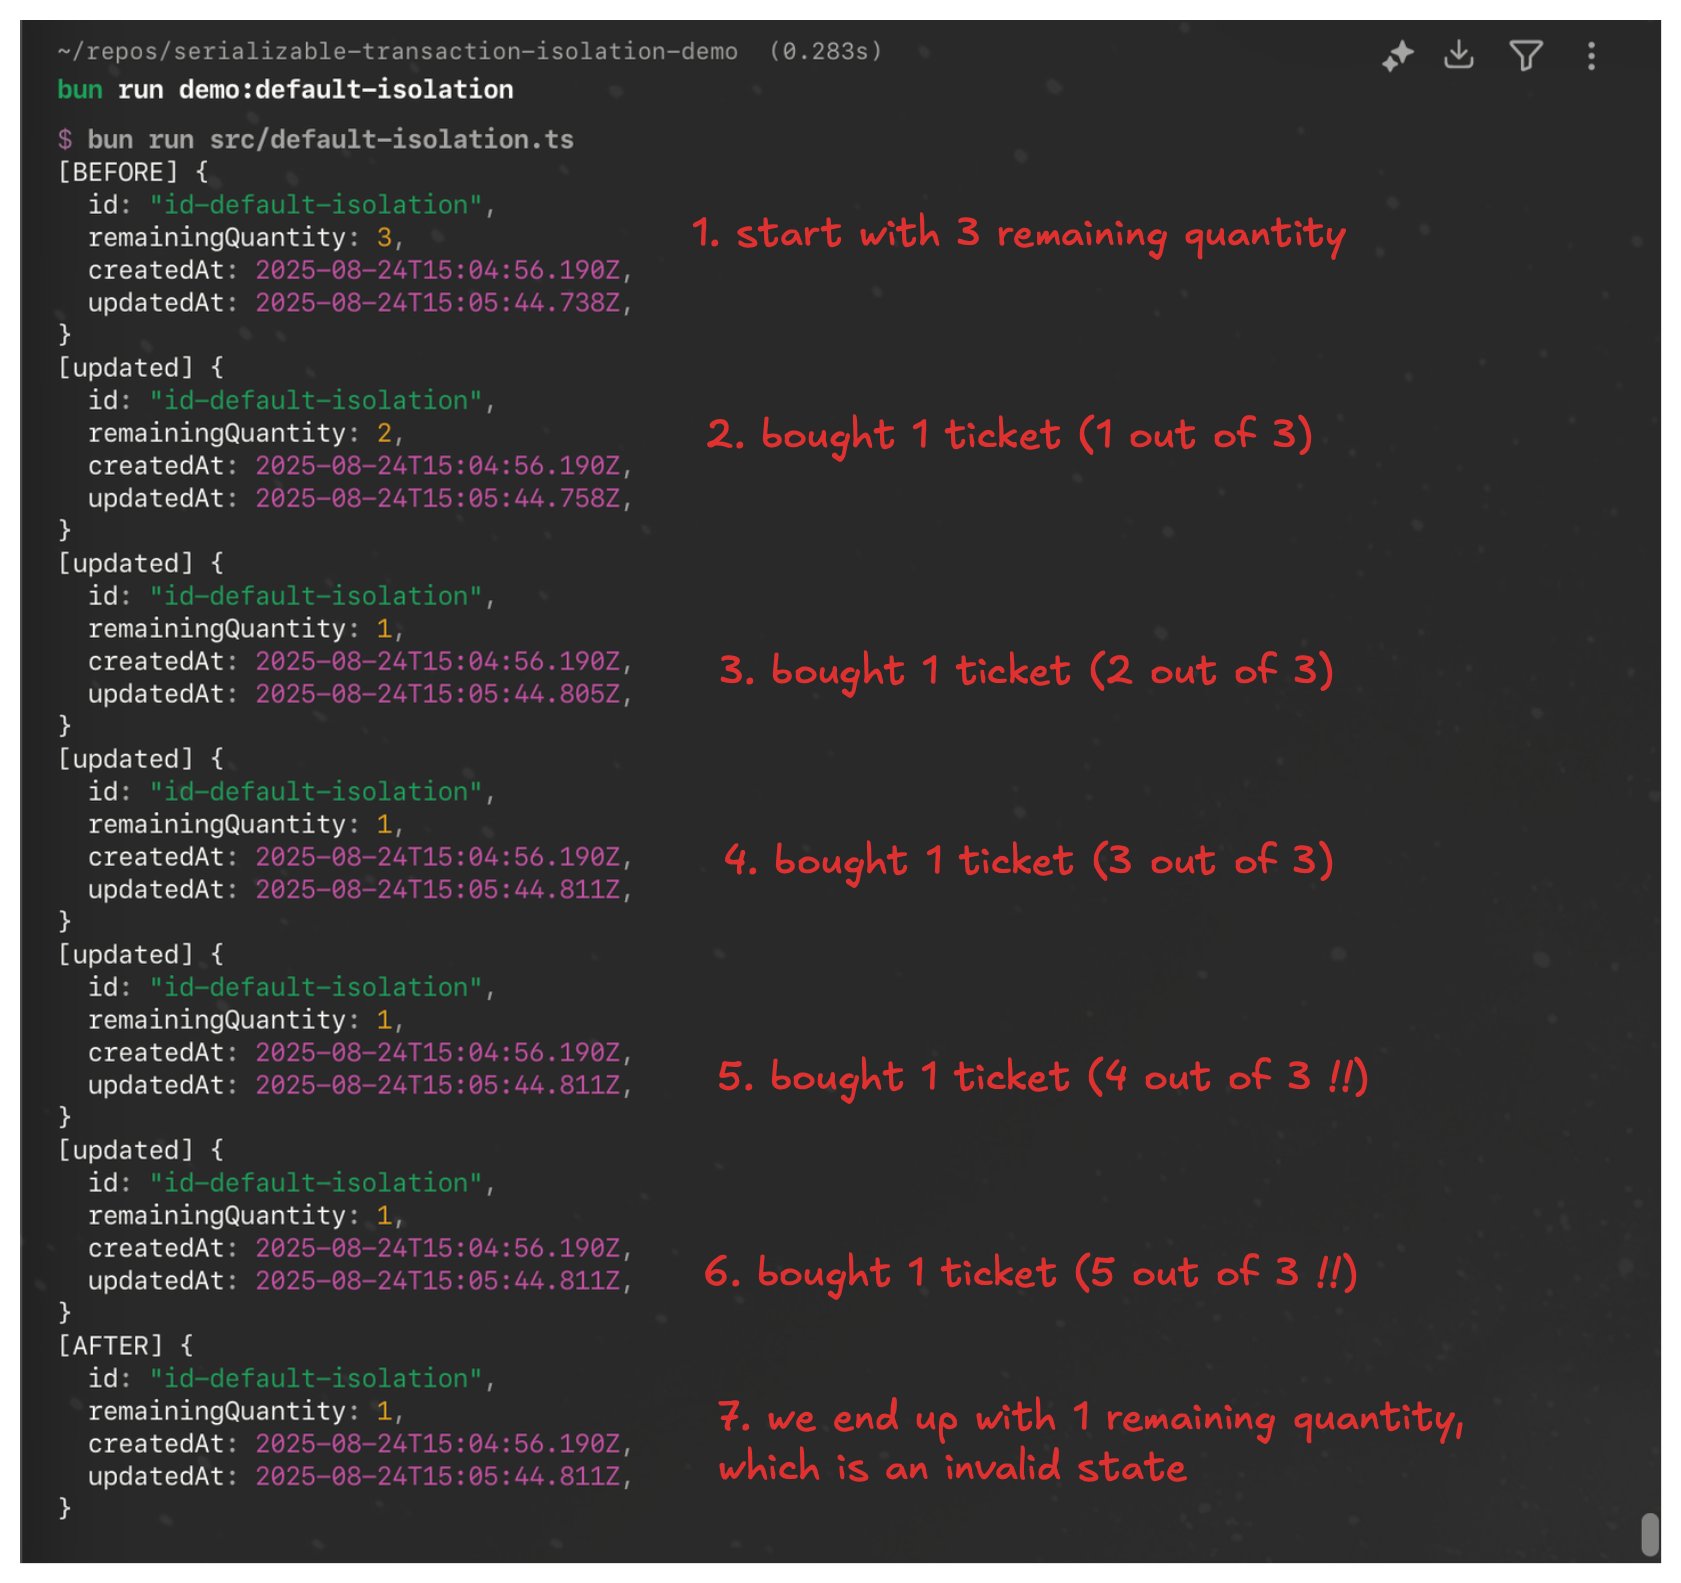 ~/repos/serializable-transaction-isolation-demo (0.283s)
bun run demo:default-isolation
$ bun run src/default-isolation.ts
[BEFORE] {
id: "id-default-isolation",
remainingQuantity: 3,
1. start with 3 remaining quantity
createdAt: 2025-08-24T15:04:56.190Z,
updatedAt: 2025-08-24T15:05:44.738Z,
}
[updated] {
id: "id-default-isolation",
remainingQuantity: 2,
2. bought 1 ticket (1 out of 3)
createdAt: 2025-08-24T15:04:56.190Z,
updatedAt: 2025-08-24T15:05:44.758Z,
}
[updated] {
id: "id-default-isolation",
remainingQuantity: 1,
createdAt: 2025-08-24T15:04:56.190Z,
3. bought 1 ticket (2 out of 3)
updatedAt: 2025-08-24T15:05:44.805Z,
}
[updated] {
id: "id-default-isolation",
remainingQuantity: 1,
createdAt: 2025-08-24T15:04:56.190Z,
4. bought 1 ticket (3 out of 3)
updatedAt: 2025-08-24T15:05:44.811Z,
}
[updated] {
id: "id-default-isolation",
remainingQuantity: 1,
createdAt: 2025-08-24T15:04:56.190Z,
updatedAt: 2025-08-24T15:05:44.811Z,
5. bought 1 ticket (4 out of 3 !!)
}
[updated] {
id: "id-default-isolation",
remainingQuantity: 1,
createdAt: 2025-08-24T15:04:56.190Z,
updatedAt: 2025-08-24T15:05:44.811Z,
6. bought 1 ticket (5 out of 3 !!)
}
[AFTER] {
id: "id-default-isolation",
remainingQuantity: 1,
createdAt: 2025-08-24T15:04:56.190Z,
updatedAt: 2025-08-24T15:05:44.811Z,
7. we end up with 1 remaining quantity,
which is an invalid state
}